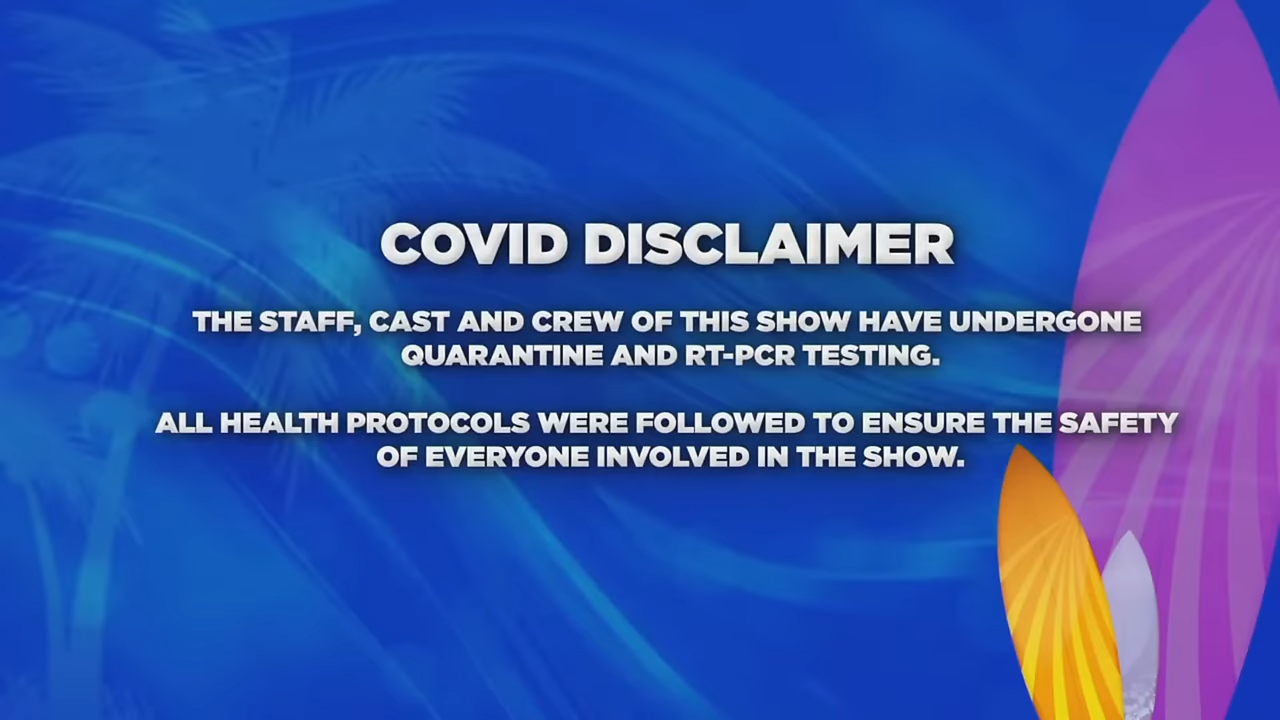 COVID DISCLAIMER
THE STAFF, CAST AND CREW OF THIS SHOW HAVE UNDERGONE
QUARANTINE AND RT-PCR TESTING.
ALL HEALTH PROTOCOLS WERE FOLLOWED TO ENSURE THE SAFETY
OF EVERYONE INVOLVED IN THE SHOW.